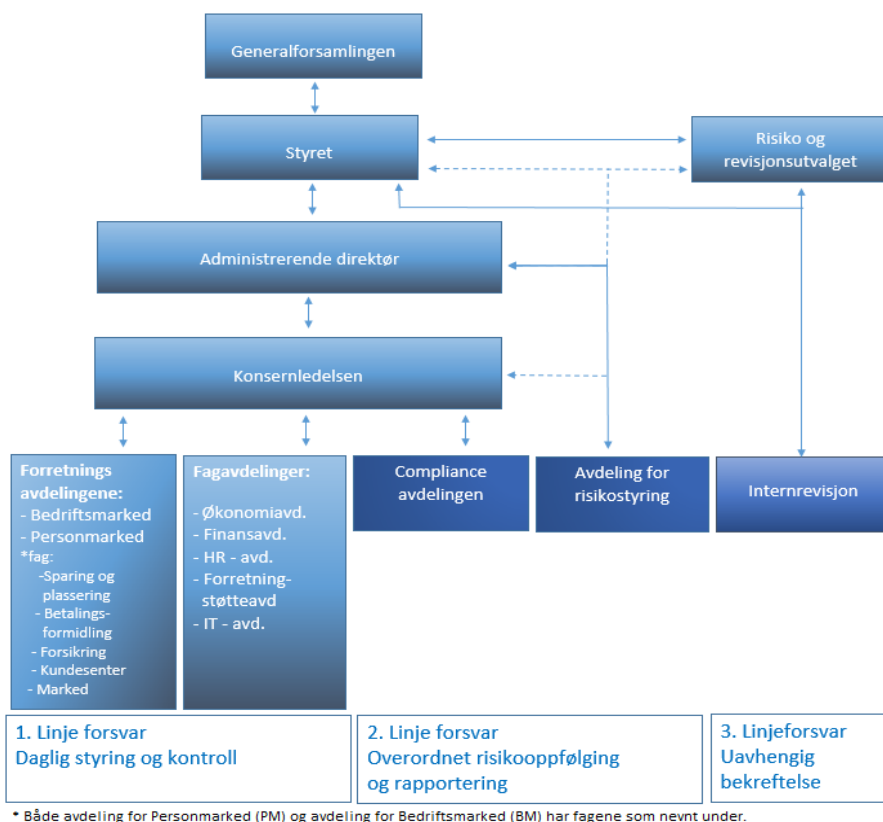 Generalforsamlingen
Styret
Risiko og
revisjonsutvalget
Administrerende direktør
Konsernledelsen
Forretnings
avdelingene:
- Bedriftsmarked
- Personmarked
*fag:
-Sparing og
plassering
- Betalings-
formidling
- Forsikring
- Kundesenter
- Marked
Fagavdelinger:
- Økonomiavd.
- Finansavd.
- HR - avd.
- Forretning-
støtteavd
- IT - avd.
Compliance
avdelingen
Avdeling for
risikostyring
Internrevisjon
1. Linje forsvar
Daglig styring og kontroll
2. Linje forsvar
Overordnet risikooppfølging
og rapportering
3. Linjeforsvar
Uavhengig
bekreftelse
* Både avdeling for Personmarked (PM) og avdeling for Bedriftsmarked (BM) har fagene som nevnt under.